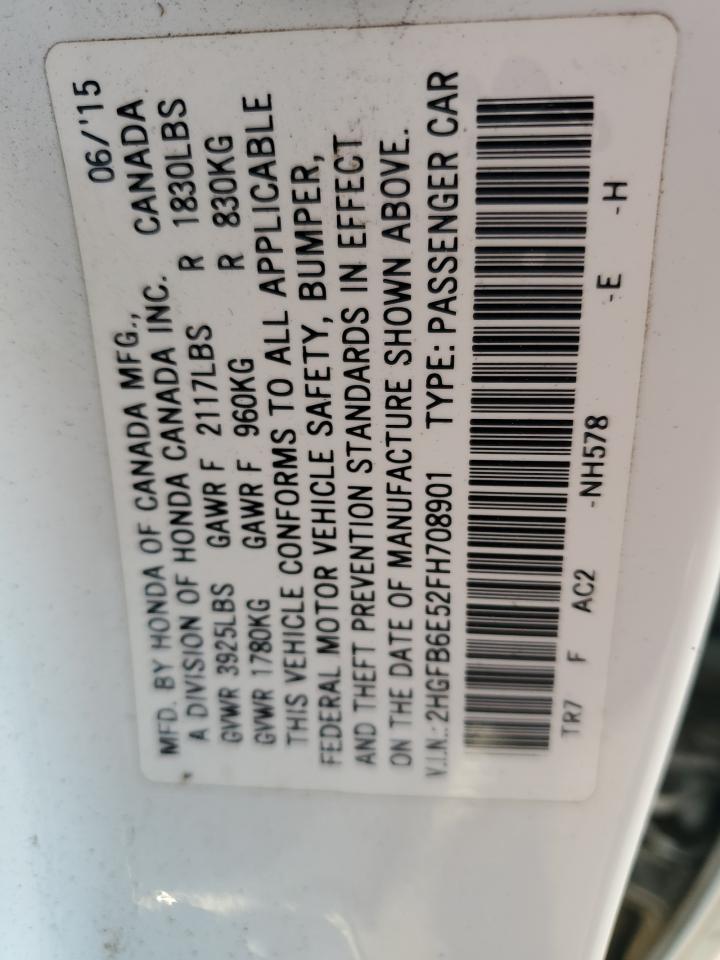 06/'15
MFD. BY HONDA OF CANADA MFG.,
A DIVISION OF HONDA CANADA INC. CANADA
GVWR 3925LBS GAWR F 2117LBS R 1830LBS
GVWR 1780KG GAWR F 960KG R 830KG
THIS VEHICLE CONFORMS TO ALL APPLICABLE
FEDERAL MOTOR VEHICLE SAFETY, BUMPER,
AND THEFT PREVENTION STANDARDS IN EFFECT
ON THE DATE OF MANUFACTURE SHOWN ABOVE.
V.I.N.: 2HGFB6E52FH708901 TYPE: PASSENGER CAR
TR7 F AC2 -NH578 -E -H